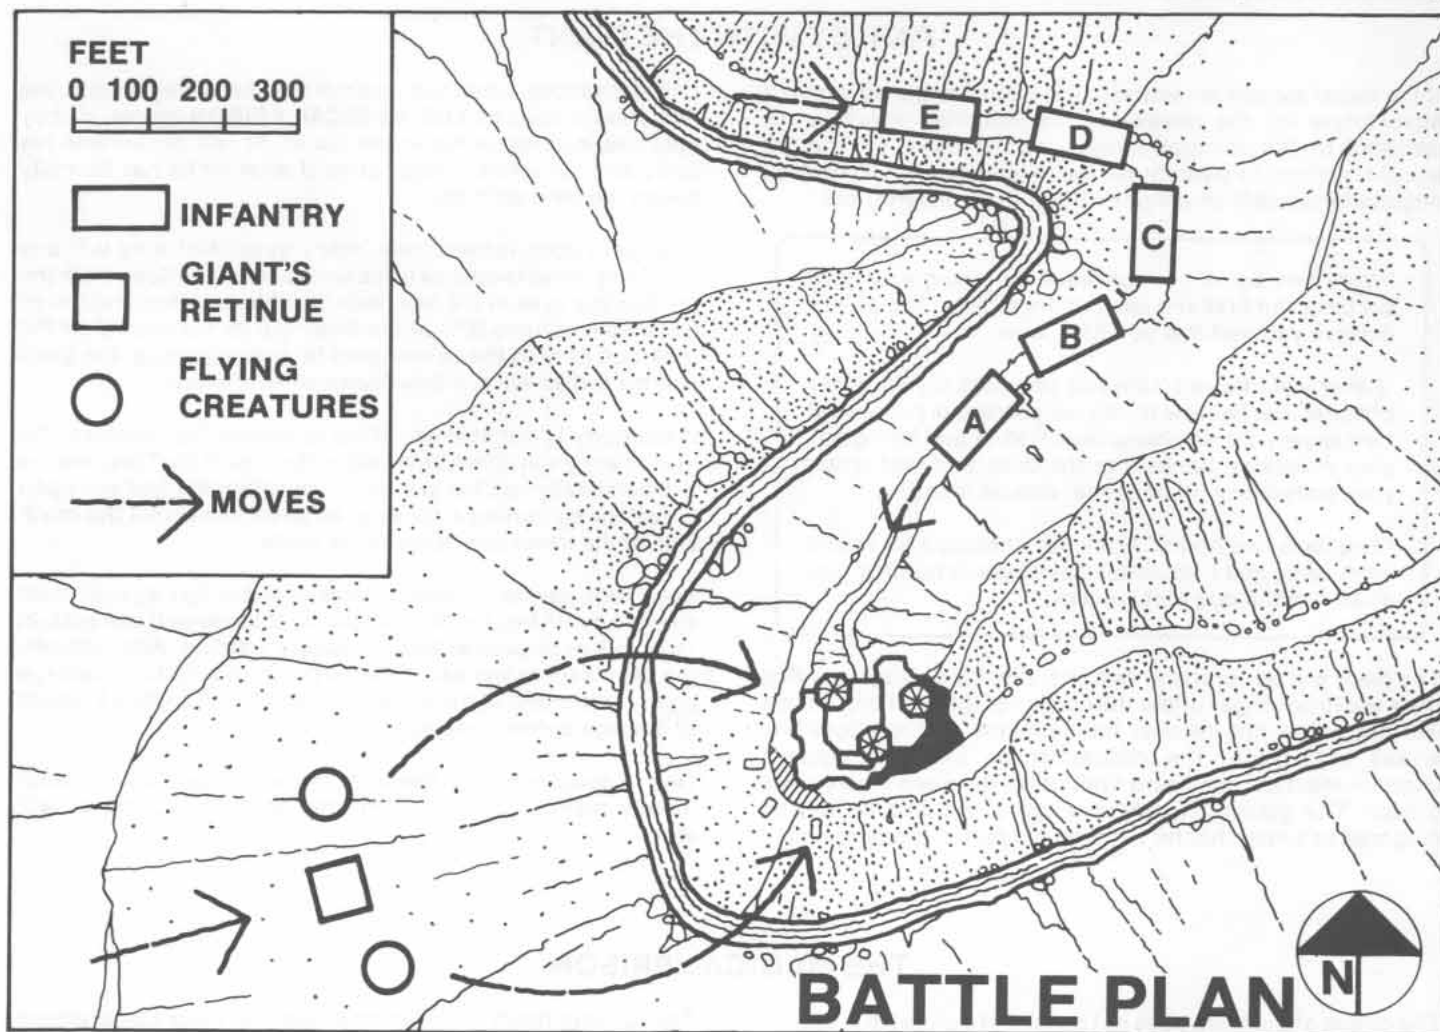 FEET
0 100 200 300
INFANTRY
GIANT'S
RETINUE
FLYING
CREATURES
MOVES
E
D
C
B
A
BATTLE PLAN
N